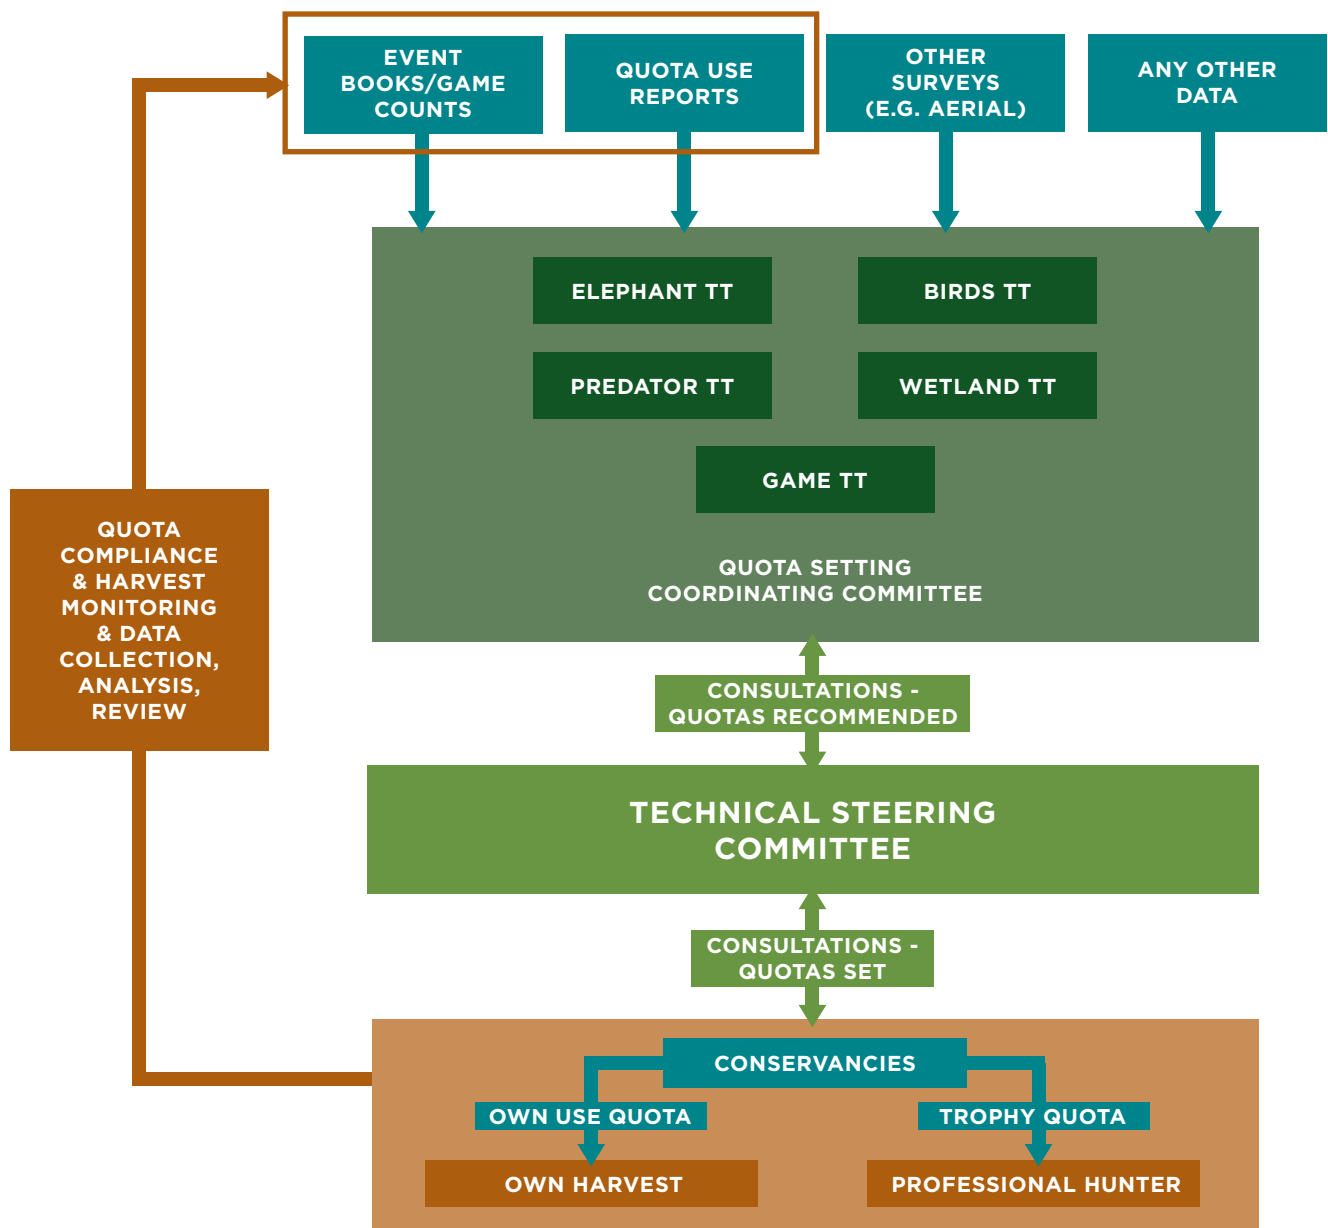 EVENT
BOOKS/GAME
COUNTS
QUOTA USE
REPORTS
OTHER
SURVEYS
(E.G. AERIAL)
ANY OTHER
DATA
ELEPHANT TT
BIRDS TT
PREDATOR TT
WETLAND TT
GAME TT
QUOTA SETTING
COORDINATING COMMITTEE
QUOTA
COMPLIANCE
& HARVEST
MONITORING
& DATA
COLLECTION,
ANALYSIS,
REVIEW
CONSULTATIONS -
QUOTAS RECOMMENDED
TECHNICAL STEERING
COMMITTEE
CONSULTATIONS -
QUOTAS SET
CONSERVANCIES
OWN USE QUOTA
TROPHY QUOTA
OWN HARVEST
PROFESSIONAL HUNTER